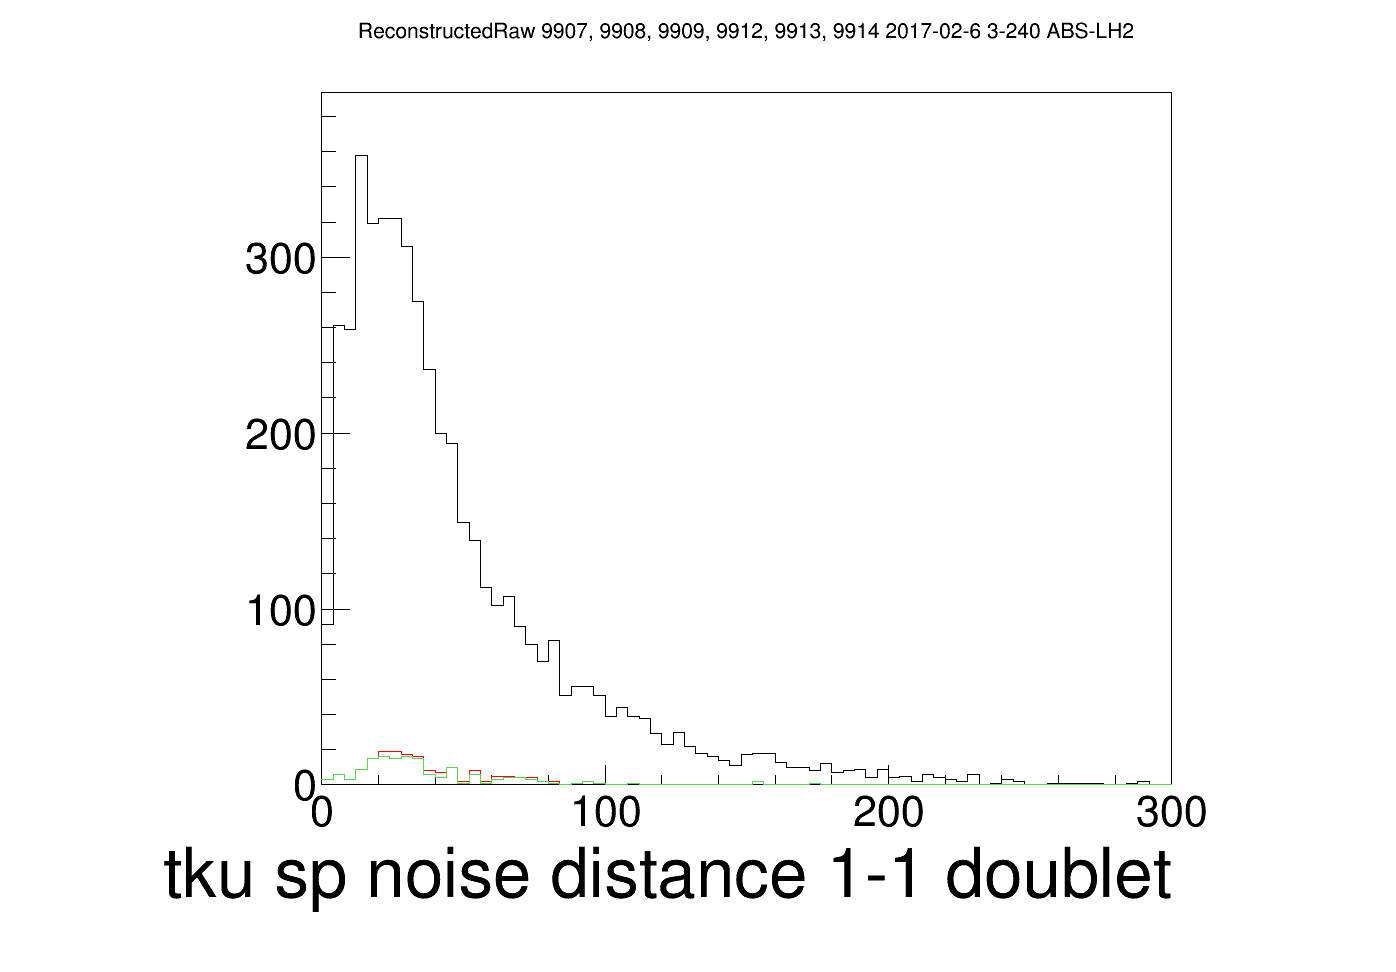 ReconstructedRaw 9907, 9908, 9909, 9912, 9913, 9914 2017-02-6 3-240 ABS-LH2
300
200
100
0
0 100 200 300
tku sp noise distance 1-1 doublet